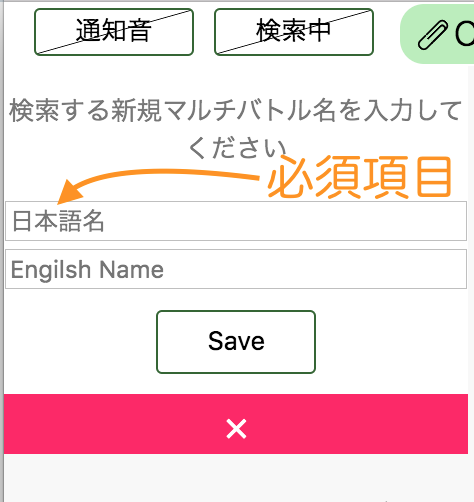 通知音 検索中
検索する新規マルチバトル名を入力して
ください
必須項目
日本語名
Engilsh Name
Save
×